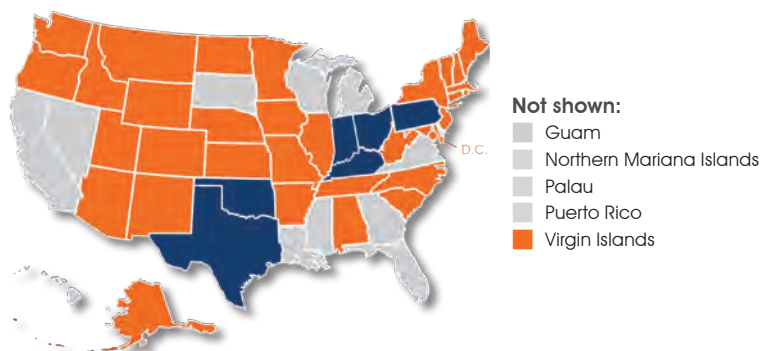 Not shown:
Guam
Northern Mariana Islands
D.C.
Palau
Puerto Rico
Virgin Islands